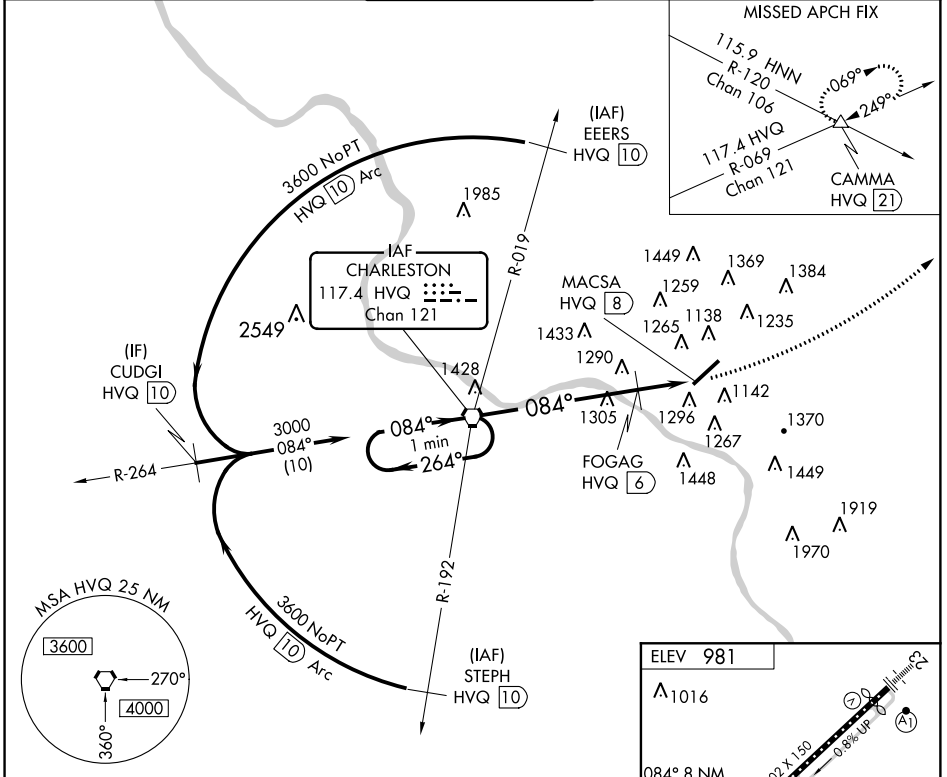 MISSED APCH FIX
115.9 HNN
R-120
Chan 106
069°
249°
117.4 HVQ
R-069
Chan 121
CAMMA
HVQ 21
(IAF)
EERS
HVQ 10
3600 NoPT
HVQ 10 Arc
1985
R-019
IAF
CHARLESTON
117.4 HVQ
Chan 121
2549
MACSA
HVQ 8
1449
1369
1384
1259
1235
1138
1265
1433
1290
(IF)
CUDGI
HVQ 10
1428
084°
1305
1296
1142
1267
1370
3000
084°
(10)
084°
1 min
264°
R-264
FOGAG
HVQ 6
1448
1449
1919
1970
R-192
MSA HVQ 25 NM
3600
270°
4000
360°
3600 NoPT
HVQ 10 Arc
(IAF)
STEPH
HVQ 10
ELEV 981
1016
23
V
A1
0.8% UP
02 X 150
084° 8 NM